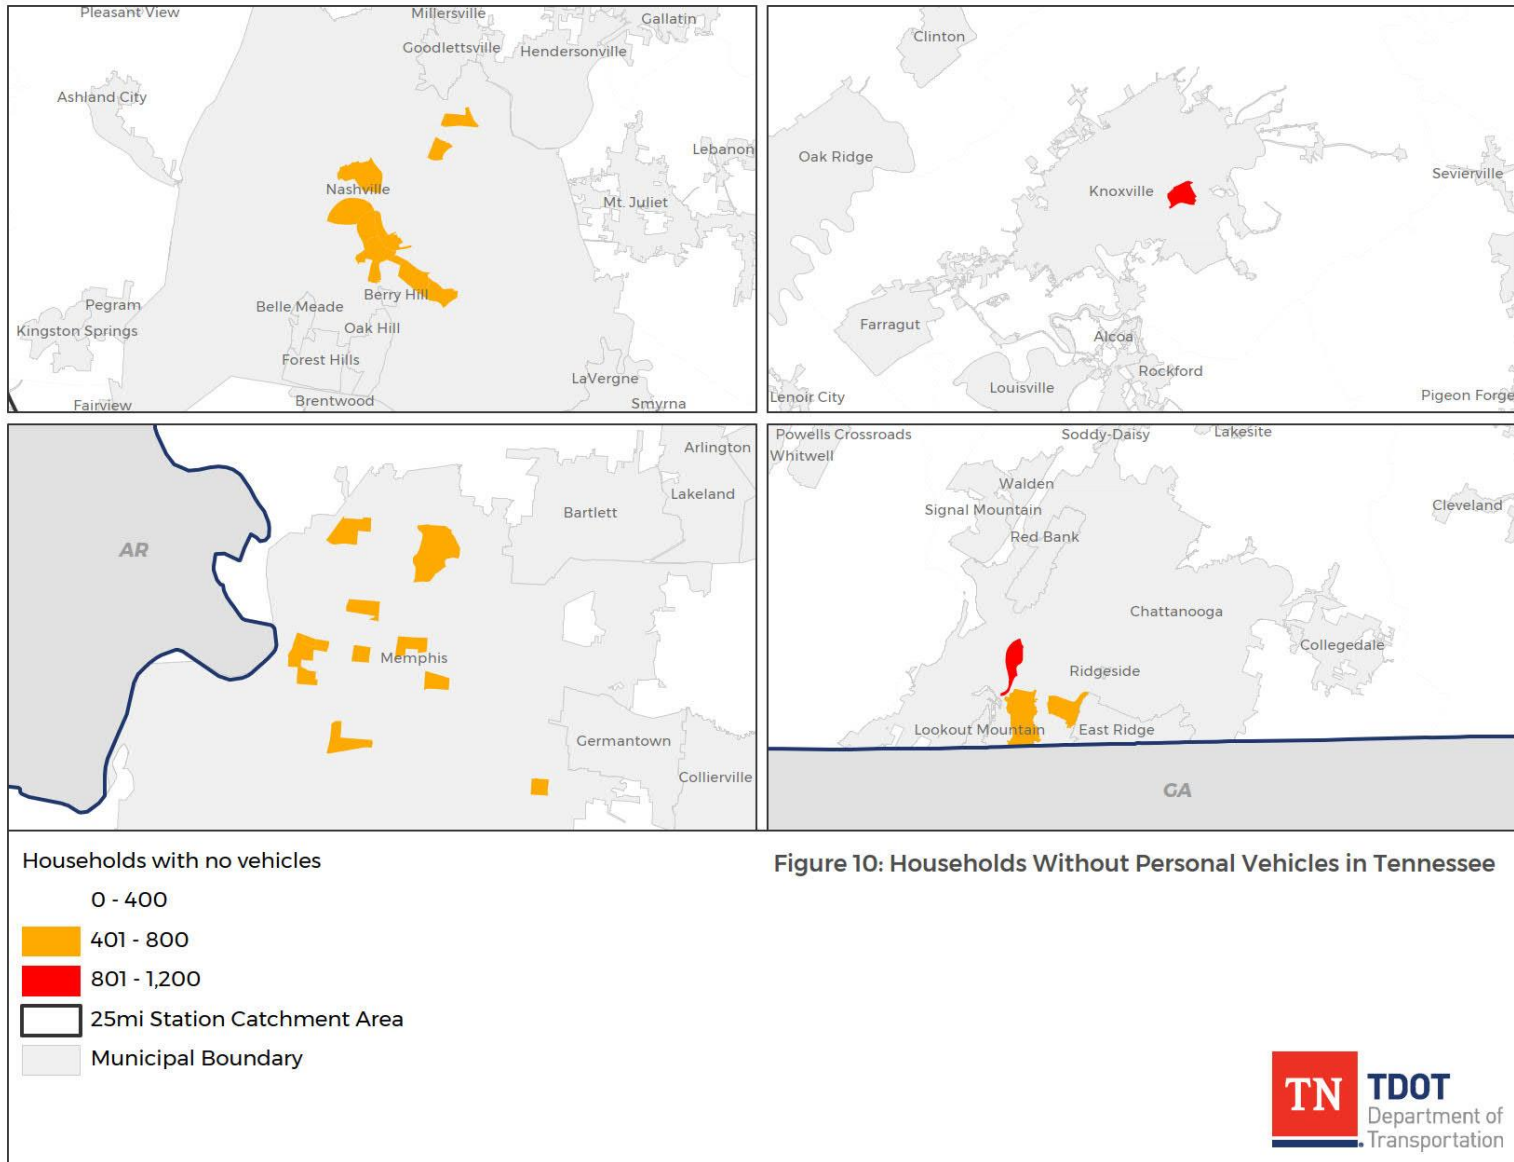 Pleasant View
Millersville
Gallatin
Goodlettsville
Hendersonville
Ashland City
Lebanon
Nashville
Mt. Juliet
Berry Hill
Pegram
Belle Meade
Kingston Springs
Oak Hill
Forest Hills
LaVergne
Fairview
Brentwood
Smyrna
Clinton
Oak Ridge
Sevierville
Knoxville
Farragut
Alcoa
Rockford
Louisville
Lenoir City
Pigeon Forge
Arlington
Lakeland
Bartlett
AR
Memphis
Germantown
Collierville
Powells Crossroads
Soddy-Daisy
Lakesite
Whitwell
Walden
Signal Mountain
Cleveland
Red Bank
Chattanooga
Collegedale
Ridgeside
Lookout Mountain
East Ridge
GA
Households with no vehicles
0 - 400
401 - 800
801 - 1,200
25mi Station Catchment Area
Municipal Boundary
Figure 10: Households Without Personal Vehicles in Tennessee
TN
TDOT
Department of
Transportation